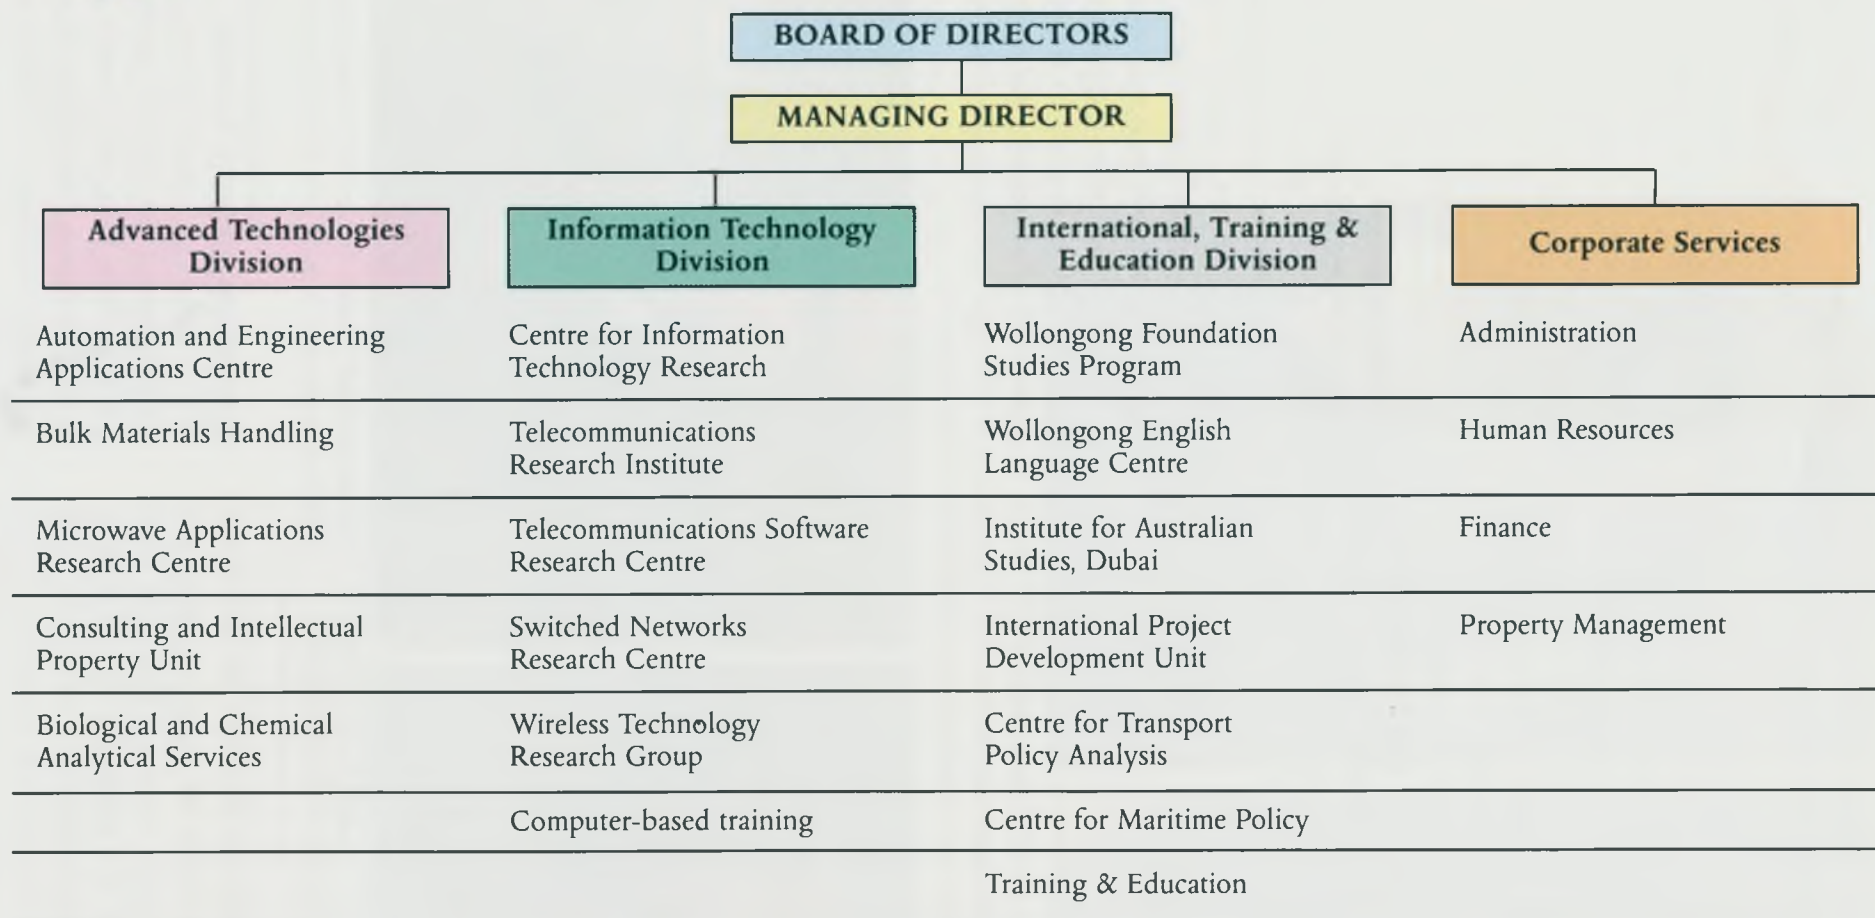 BOARD OF DIRECTORS
MANAGING DIRECTOR
Advanced Technologies
Division
Information Technology
Division
International, Training &
Education Division
Corporate Services
Automation and Engineering
Applications Centre
Centre for Information
Technology Research
Wollongong Foundation
Studies Program
Administration
Bulk Materials Handling
Telecommunications
Research Institute
Wollongong English
Language Centre
Human Resources
Microwave Applications
Research Centre
Telecommunications Software
Research Centre
Institute for Australian
Studies, Dubai
Finance
Consulting and Intellectual
Property Unit
Switched Networks
Research Centre
International Project
Development Unit
Property Management
Biological and Chemical
Analytical Services
Wireless Technology
Research Group
Centre for Transport
Policy Analysis
Computer-based training
Centre for Maritime Policy
Training & Education